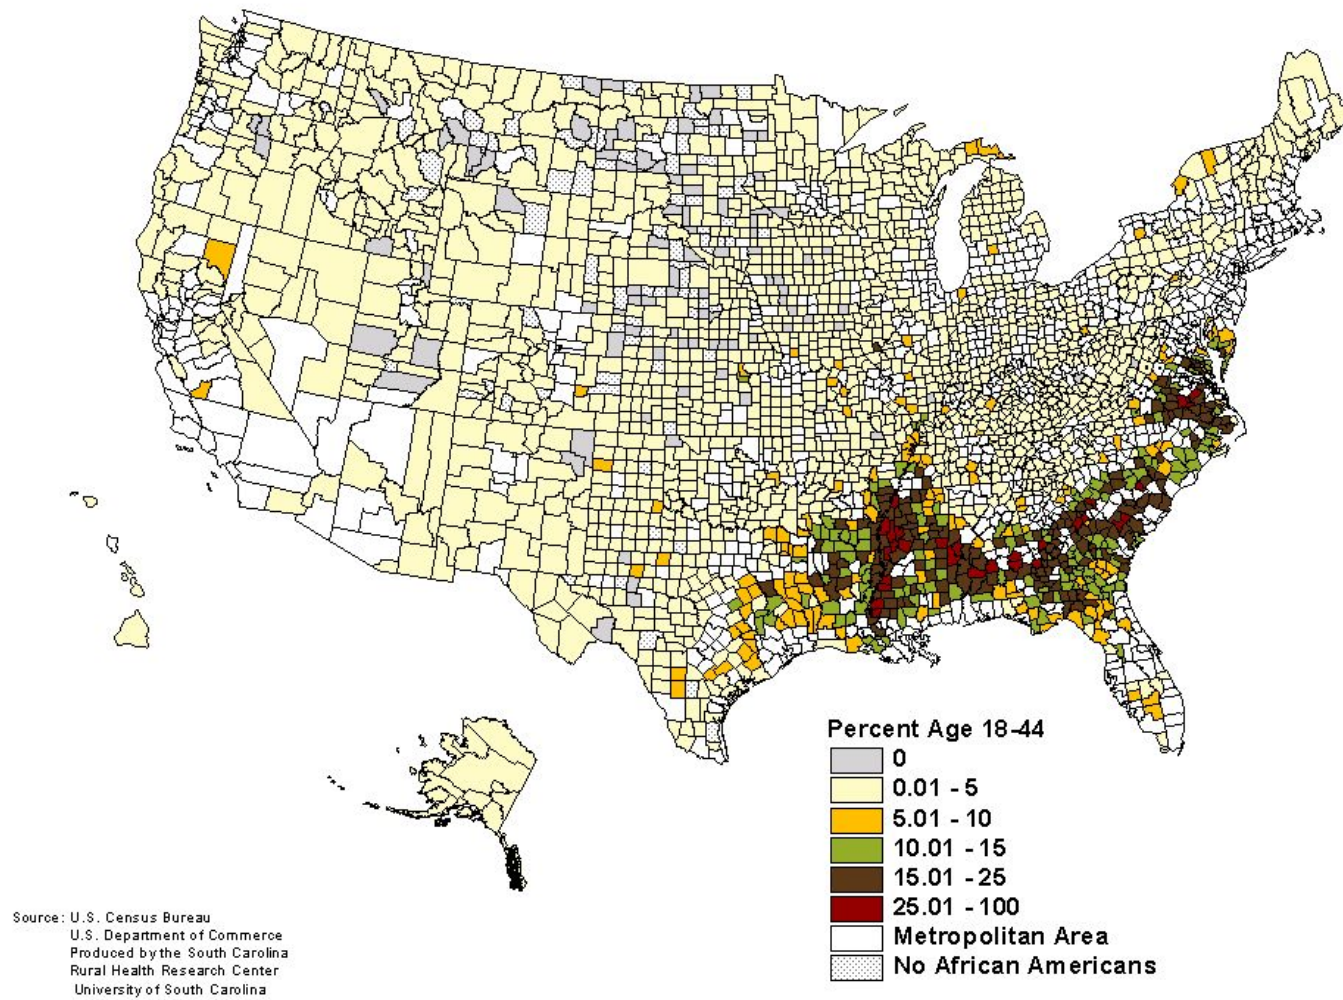 Percent Age 18-44
0
0.01 - 5
5.01 - 10
10.01 - 15
15.01 - 25
25.01 - 100
Metropolitan Area
No African Americans
Source: U.S. Census Bureau
U.S. Department of Commerce
Produced by the South Carolina
Rural Health Research Center
University of South Carolina